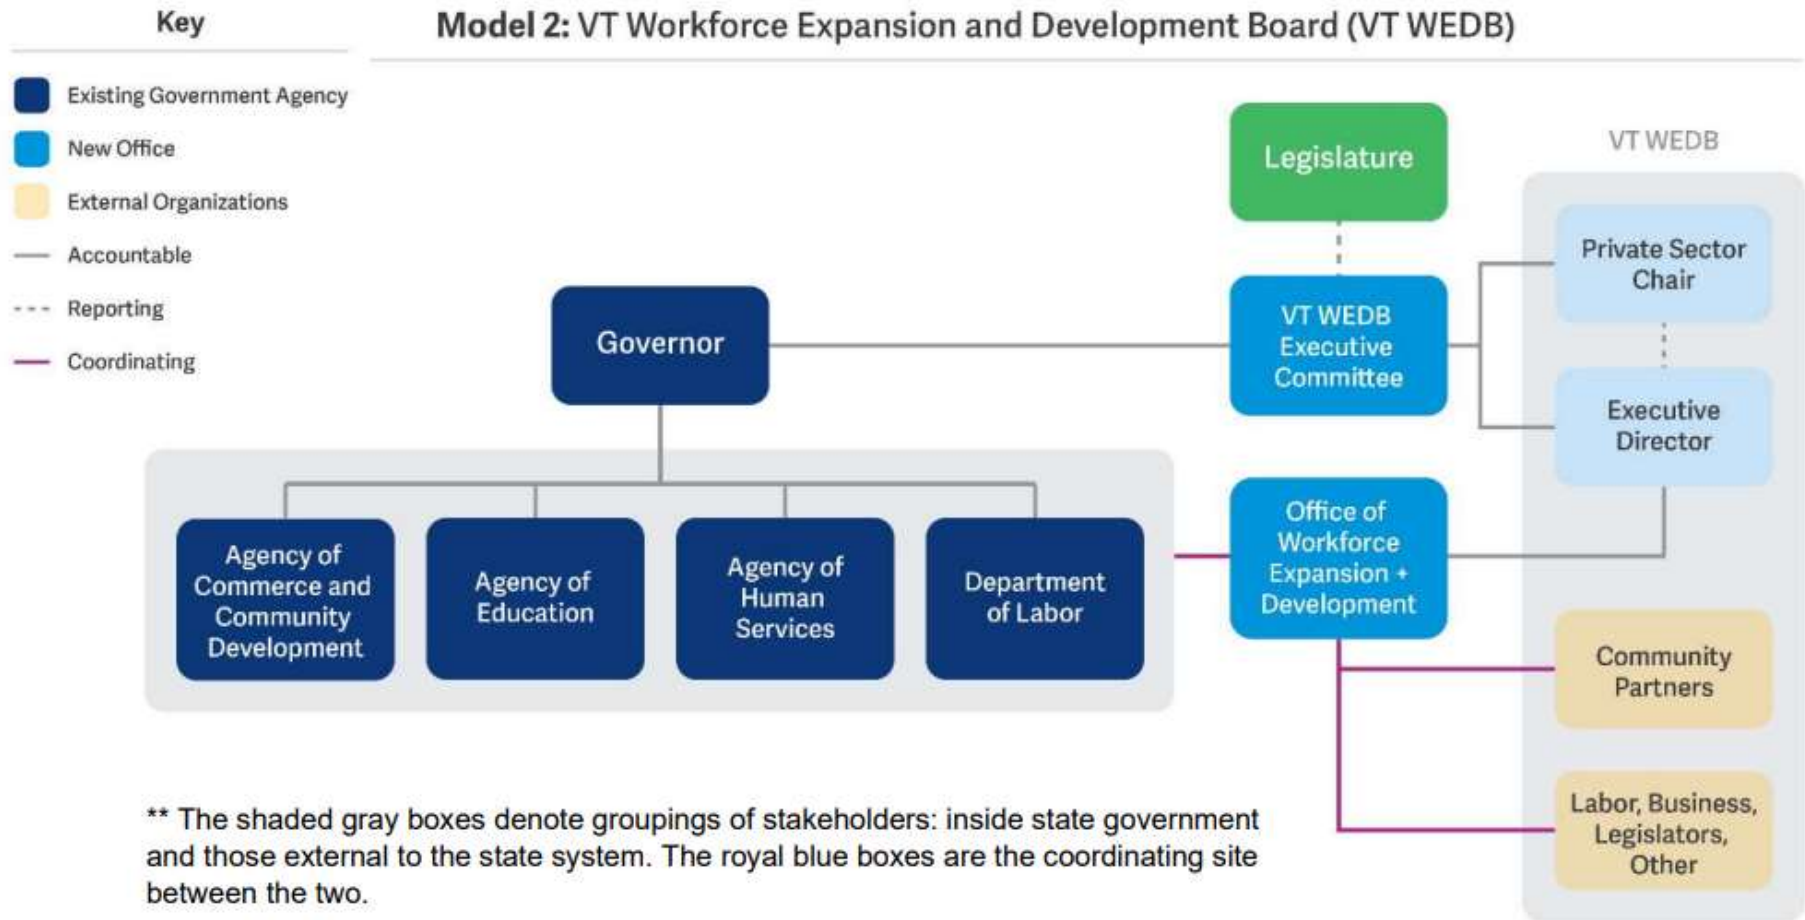 Key
Existing Government Agency
New Office
External Organizations
Accountable
Reporting
Coordinating
Model 2: VT Workforce Expansion and Development Board (VT WEDB)
Legislature
VT WEDB
Private Sector
Chair
Governor
VT WEDB
Executive
Committee
Executive
Director
Agency of
Commerce and
Community
Development
Agency of
Education
Agency of
Human
Services
Department
of Labor
Office of
Workforce
Expansion +
Development
Community
Partners
Labor, Business,
Legislators,
Other
** The shaded gray boxes denote groupings of stakeholders: inside state government
and those external to the state system. The royal blue boxes are the coordinating site
between the two.